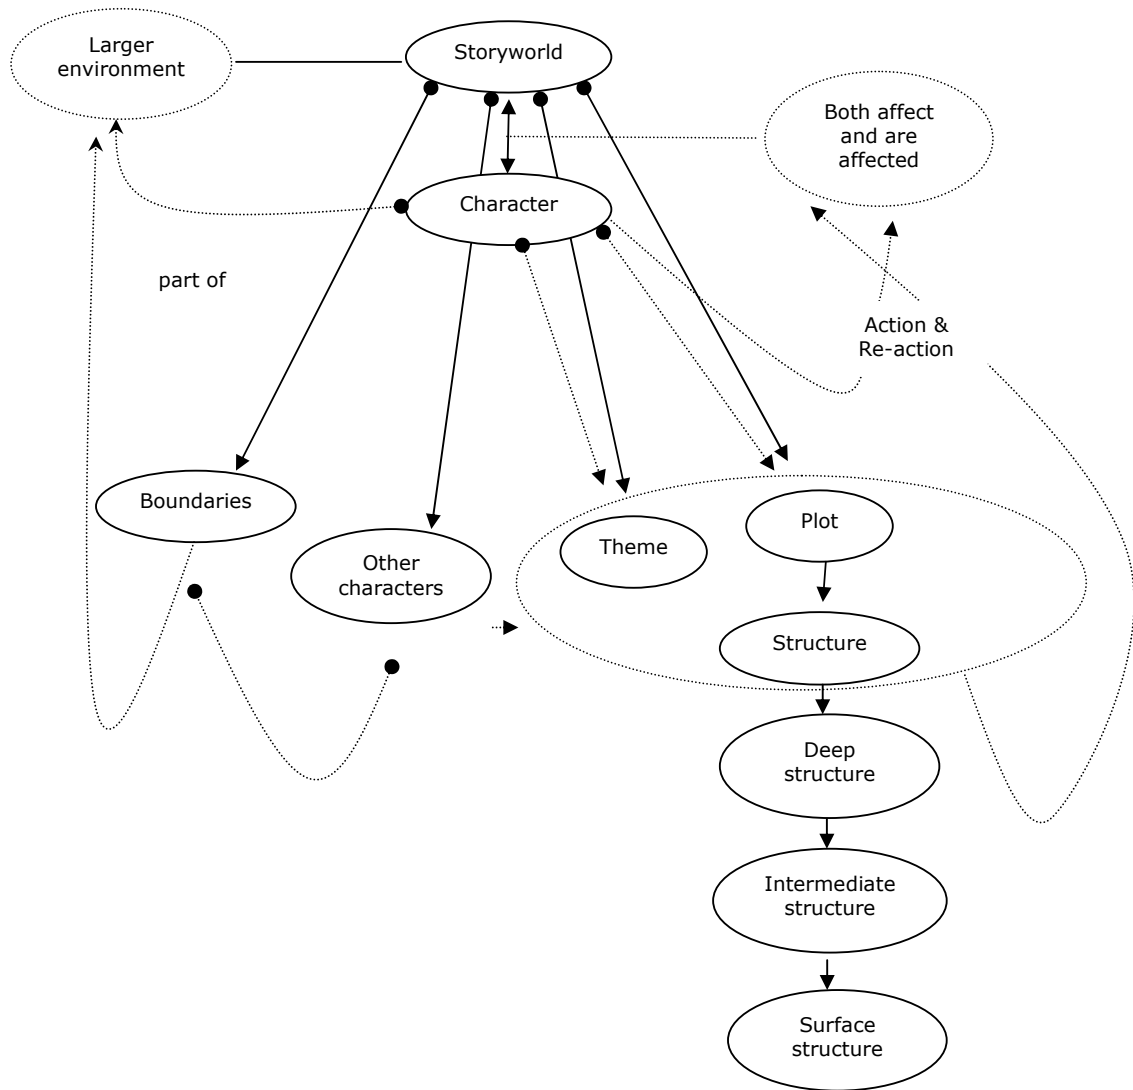 Larger
environment
Storyworld
Both affect
and are
affected
Character
part of
Action &
Re-action
Boundaries
Other
characters
Theme
Plot
Structure
Deep
structure
Intermediate
structure
Surface
structure